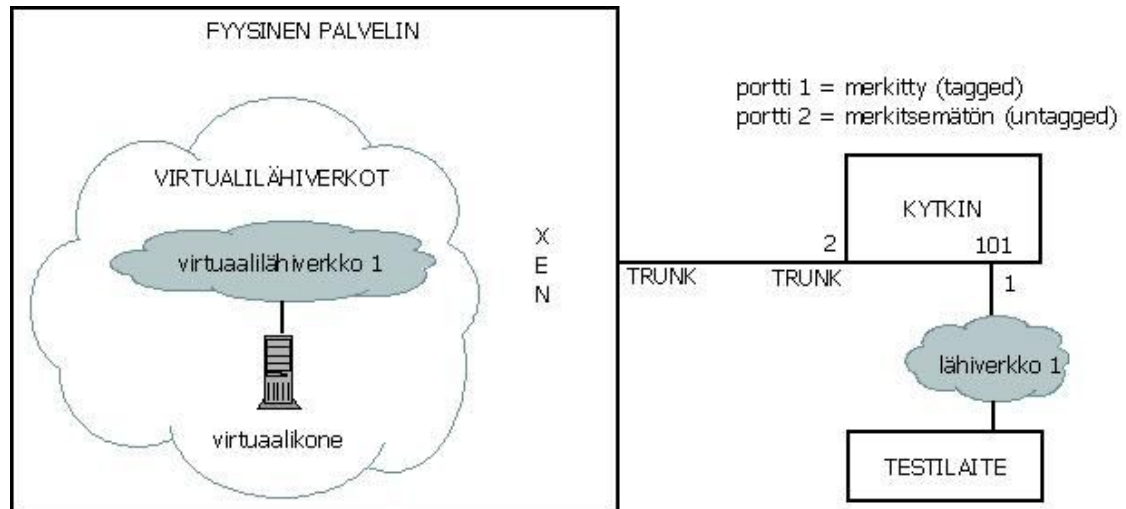 FYYSINEN PALVELIN
VIRTUALILÄHIVERKOT
virtuaalilähiverkko 1
virtuaalikone
X
E
N
TRUNK
TRUNK
portti 1 = merkitty (tagged)
portti 2 = merkitsemätön (untagged)
KYTKIN
2
101
1
lähiverkko 1
TESTILAITE